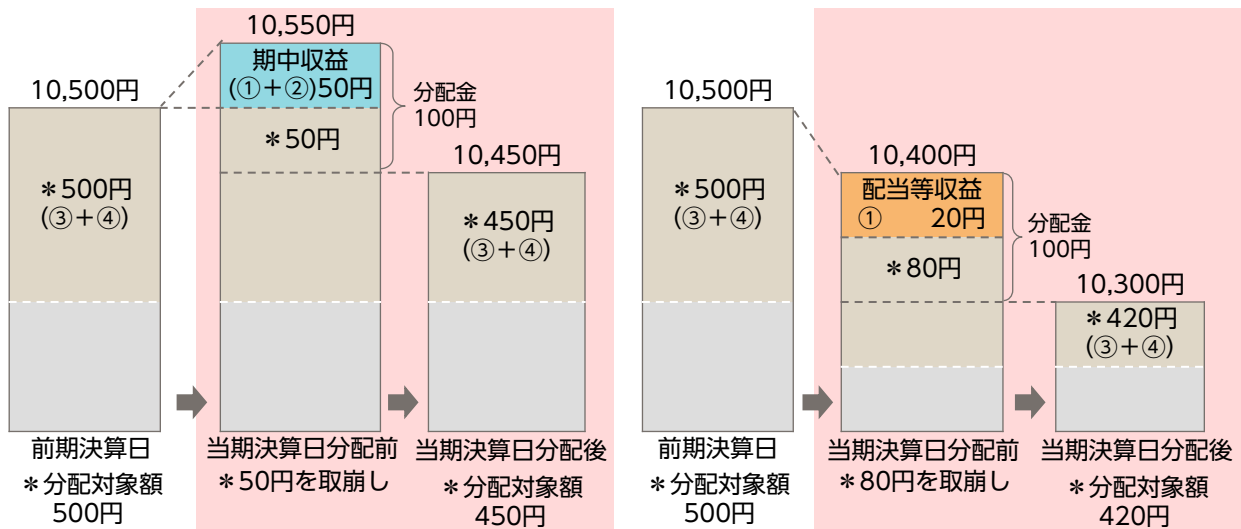 10,500円
＊500円
(③＋④)
前期決算日
＊分配対象額
500円
10,550円
期中収益
(①＋②)50円
＊50円
分配金
100円
当期決算日分配前
＊50円を取崩し
10,450円
＊450円
(③＋④)
当期決算日分配後
＊分配対象額
450円
10,500円
＊500円
(③＋④)
前期決算日
＊分配対象額
500円
10,400円
配当等収益
① 20円
＊80円
分配金
100円
当期決算日分配前
＊80円を取崩し
10,300円
＊420円
(③＋④)
当期決算日分配後
＊分配対象額
420円